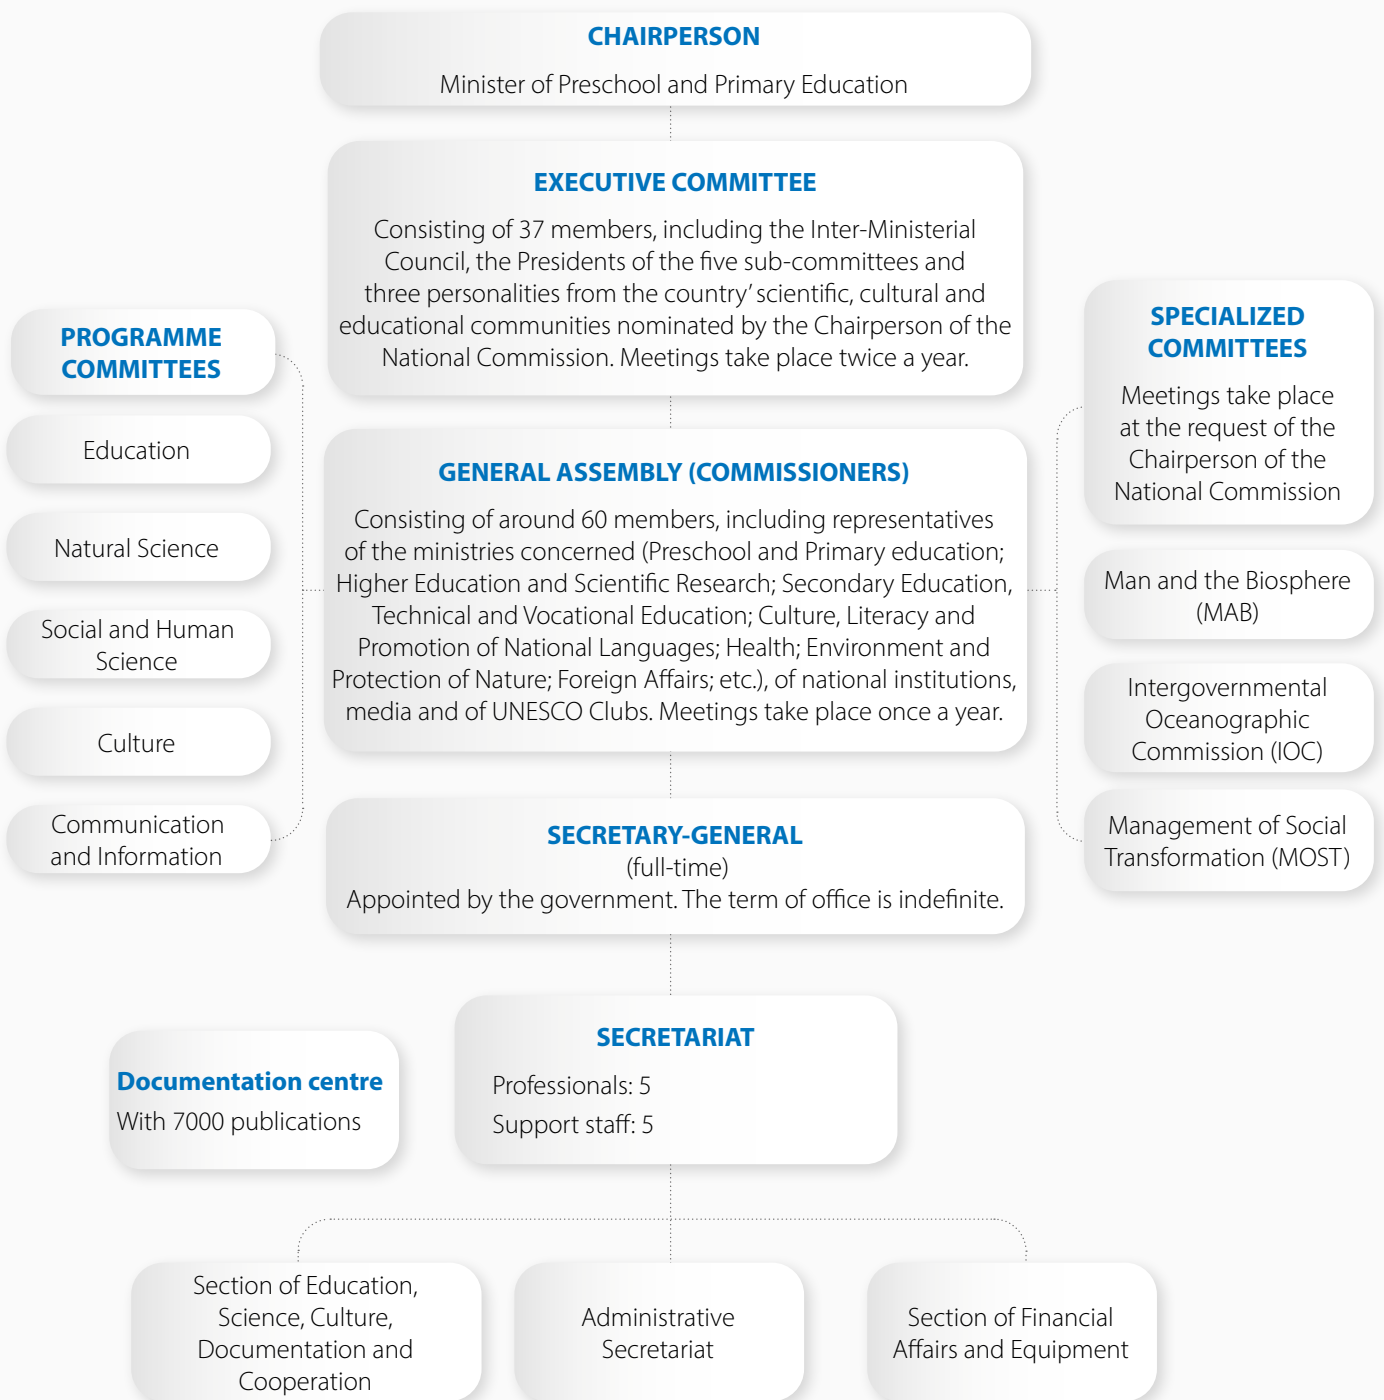 CHAIRPERSON
Minister of Preschool and Primary Education
EXECUTIVE COMMITTEE
Consisting of 37 members, including the Inter-Ministerial
Council, the Presidents of the five sub-committees and
three personalities from the country’ scientific, cultural and
educational communities nominated by the Chairperson of the
National Commission. Meetings take place twice a year.
PROGRAMME
COMMITTEES
Education
Natural Science
Social and Human
Science
Culture
Communication
and Information
GENERAL ASSEMBLY (COMMISSIONERS)
Consisting of around 60 members, including representatives
of the ministries concerned (Preschool and Primary education;
Higher Education and Scientific Research; Secondary Education,
Technical and Vocational Education; Culture, Literacy and
Promotion of National Languages; Health; Environment and
Protection of Nature; Foreign Affairs; etc.), of national institutions,
media and of UNESCO Clubs. Meetings take place once a year.
SPECIALIZED
COMMITTEES
Meetings take place
at the request of the
Chairperson of the
National Commission
Man and the Biosphere
(MAB)
Intergovernmental
Oceanographic
Commission (IOC)
Management of Social
Transformation (MOST)
SECRETARY-GENERAL
(full-time)
Appointed by the government. The term of office is indefinite.
SECRETARIAT
Professionals: 5
Support staff: 5
Documentation centre
With 7000 publications
Section of Education,
Science, Culture,
Documentation and
Cooperation
Administrative
Secretariat
Section of Financial
Affairs and Equipment